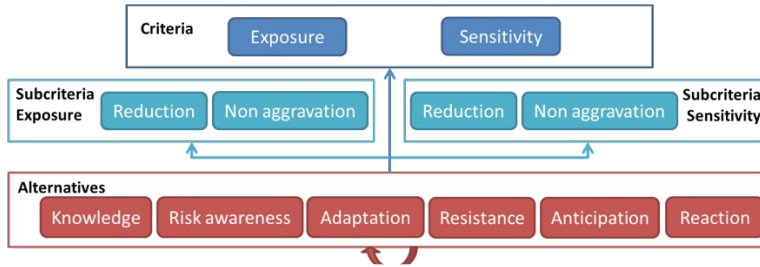 Criteria
Exposure
Sensitivity
Subcriteria
Exposure
Reduction
Non aggravation
Reduction
Non aggravation
Subcriteria
Sensitivity
Alternatives
Knowledge
Risk awareness
Adaptation
Resistance
Anticipation
Reaction